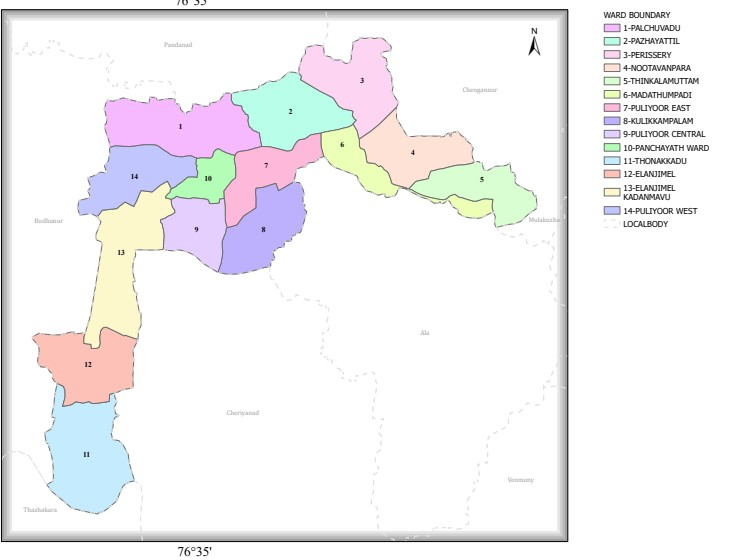 76°35'
N
Pandanad
Chengannur
3
2
1
6
4
7
14
10
5
Budhanur
9
8
Mulakuzha
13
Ala
12
Cheriyanad
11
Venmony
Thazhakara
76°35'
WARD BOUNDARY
1-PALCHUVADU
2-PAZHAYATTIL
3-PERISSERY
4-NOOTAVANPARA
5-THINKALAMUTTAM
6-MADATHUMPADI
7-PULIYOOR EAST
8-KULIKKAMPALAM
9-PULIYOOR CENTRAL
10-PANCHAYATH WARD
11-THONAKKADU
12-ELANJIMEL
13-ELANJIMEL
KADANMAVU
14-PULIYOOR WEST
LOCALBODY